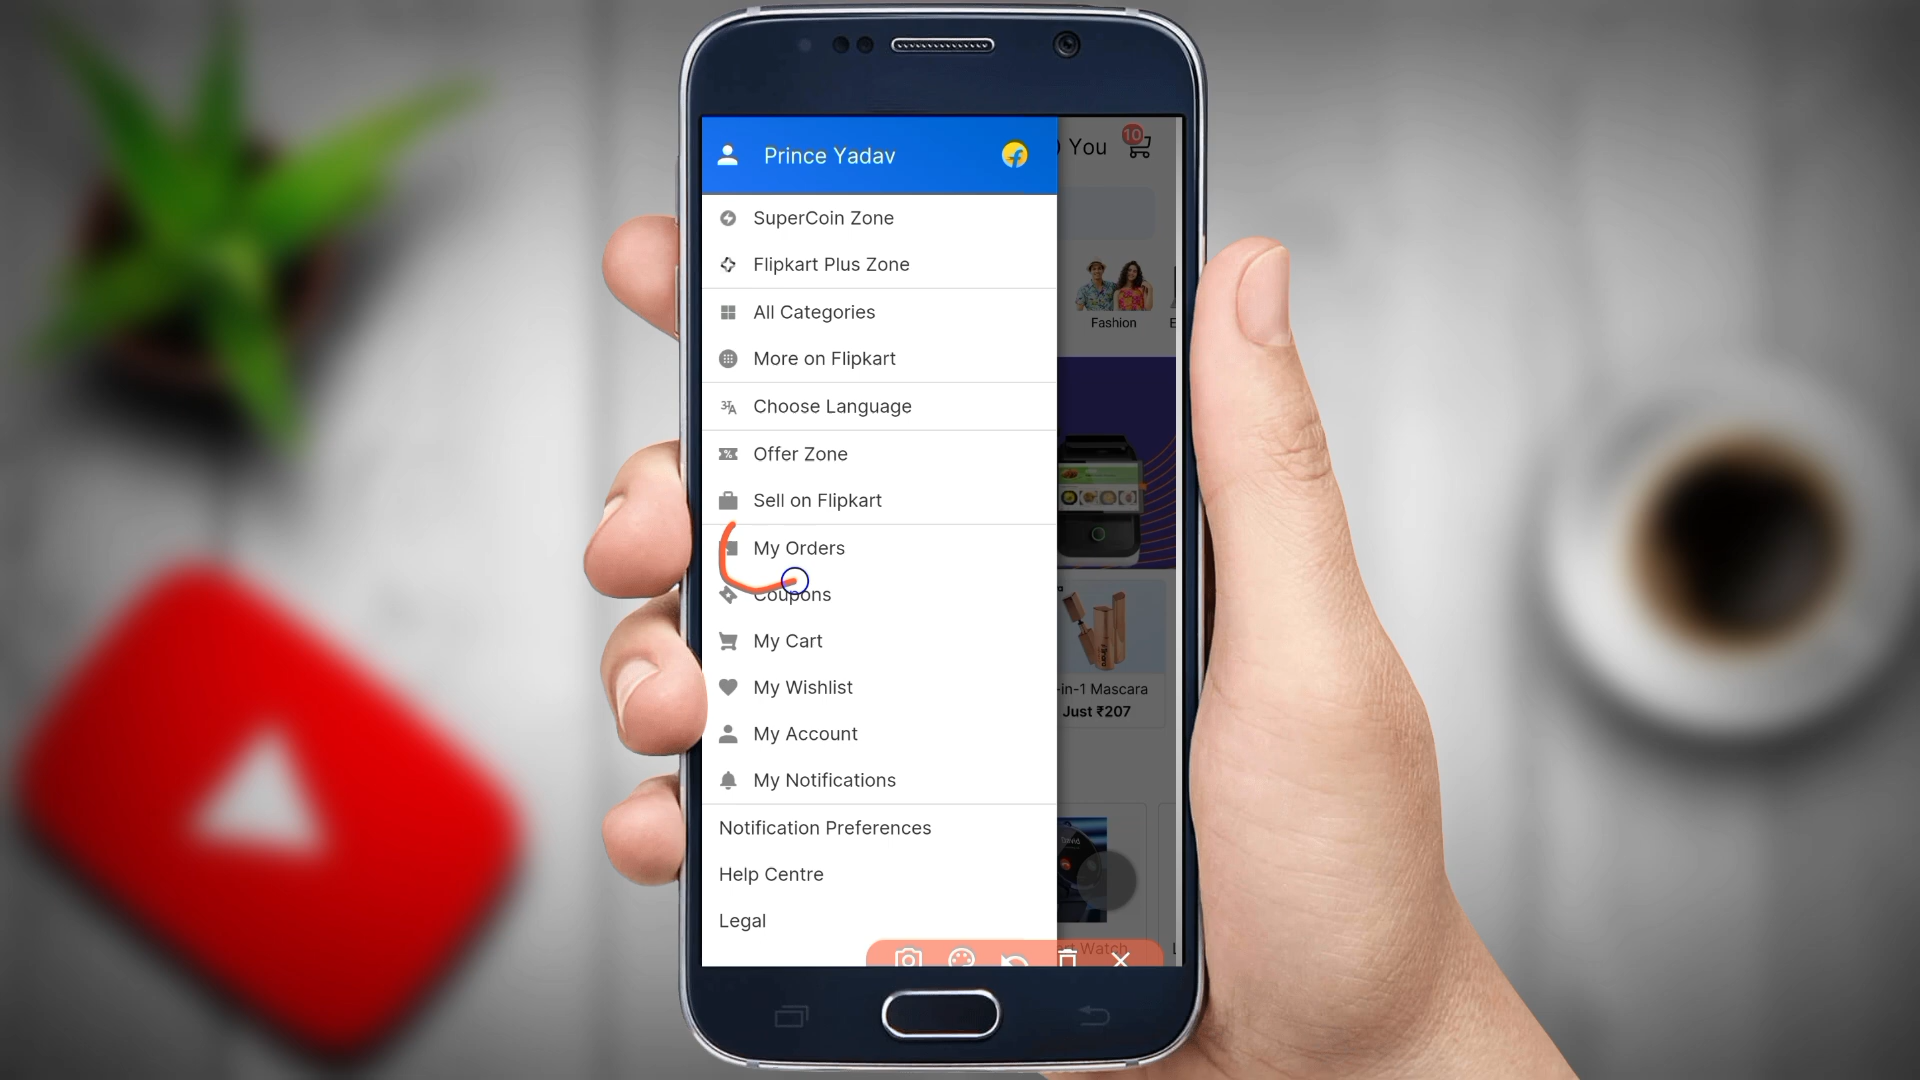 Prince Yadav
You
10
SuperCoin Zone
Flipkart Plus Zone
All Categories
More on Flipkart
Fashion
E
Choose Language
Offer Zone
Sell on Flipkart
My Orders
Coupons
My Cart
My Wishlist
-in-1 Mascara
Just ₹207
My Account
My Notifications
Notification Preferences
Help Centre
Legal
rt Watch